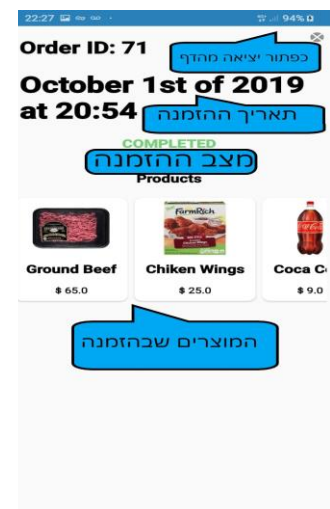 22:27
94%
Order ID: 71
כפתור יציאה מהדף
October 1st of 2019
at 20:54
תאריך ההזמנה
COMPLETED
מצב ההזמנה
Products
FarmRich
Ground Beef
Chiken Wings
Coca C
$ 65.0
$ 25.0
$ 9.0
המוצרים שבהזמנה